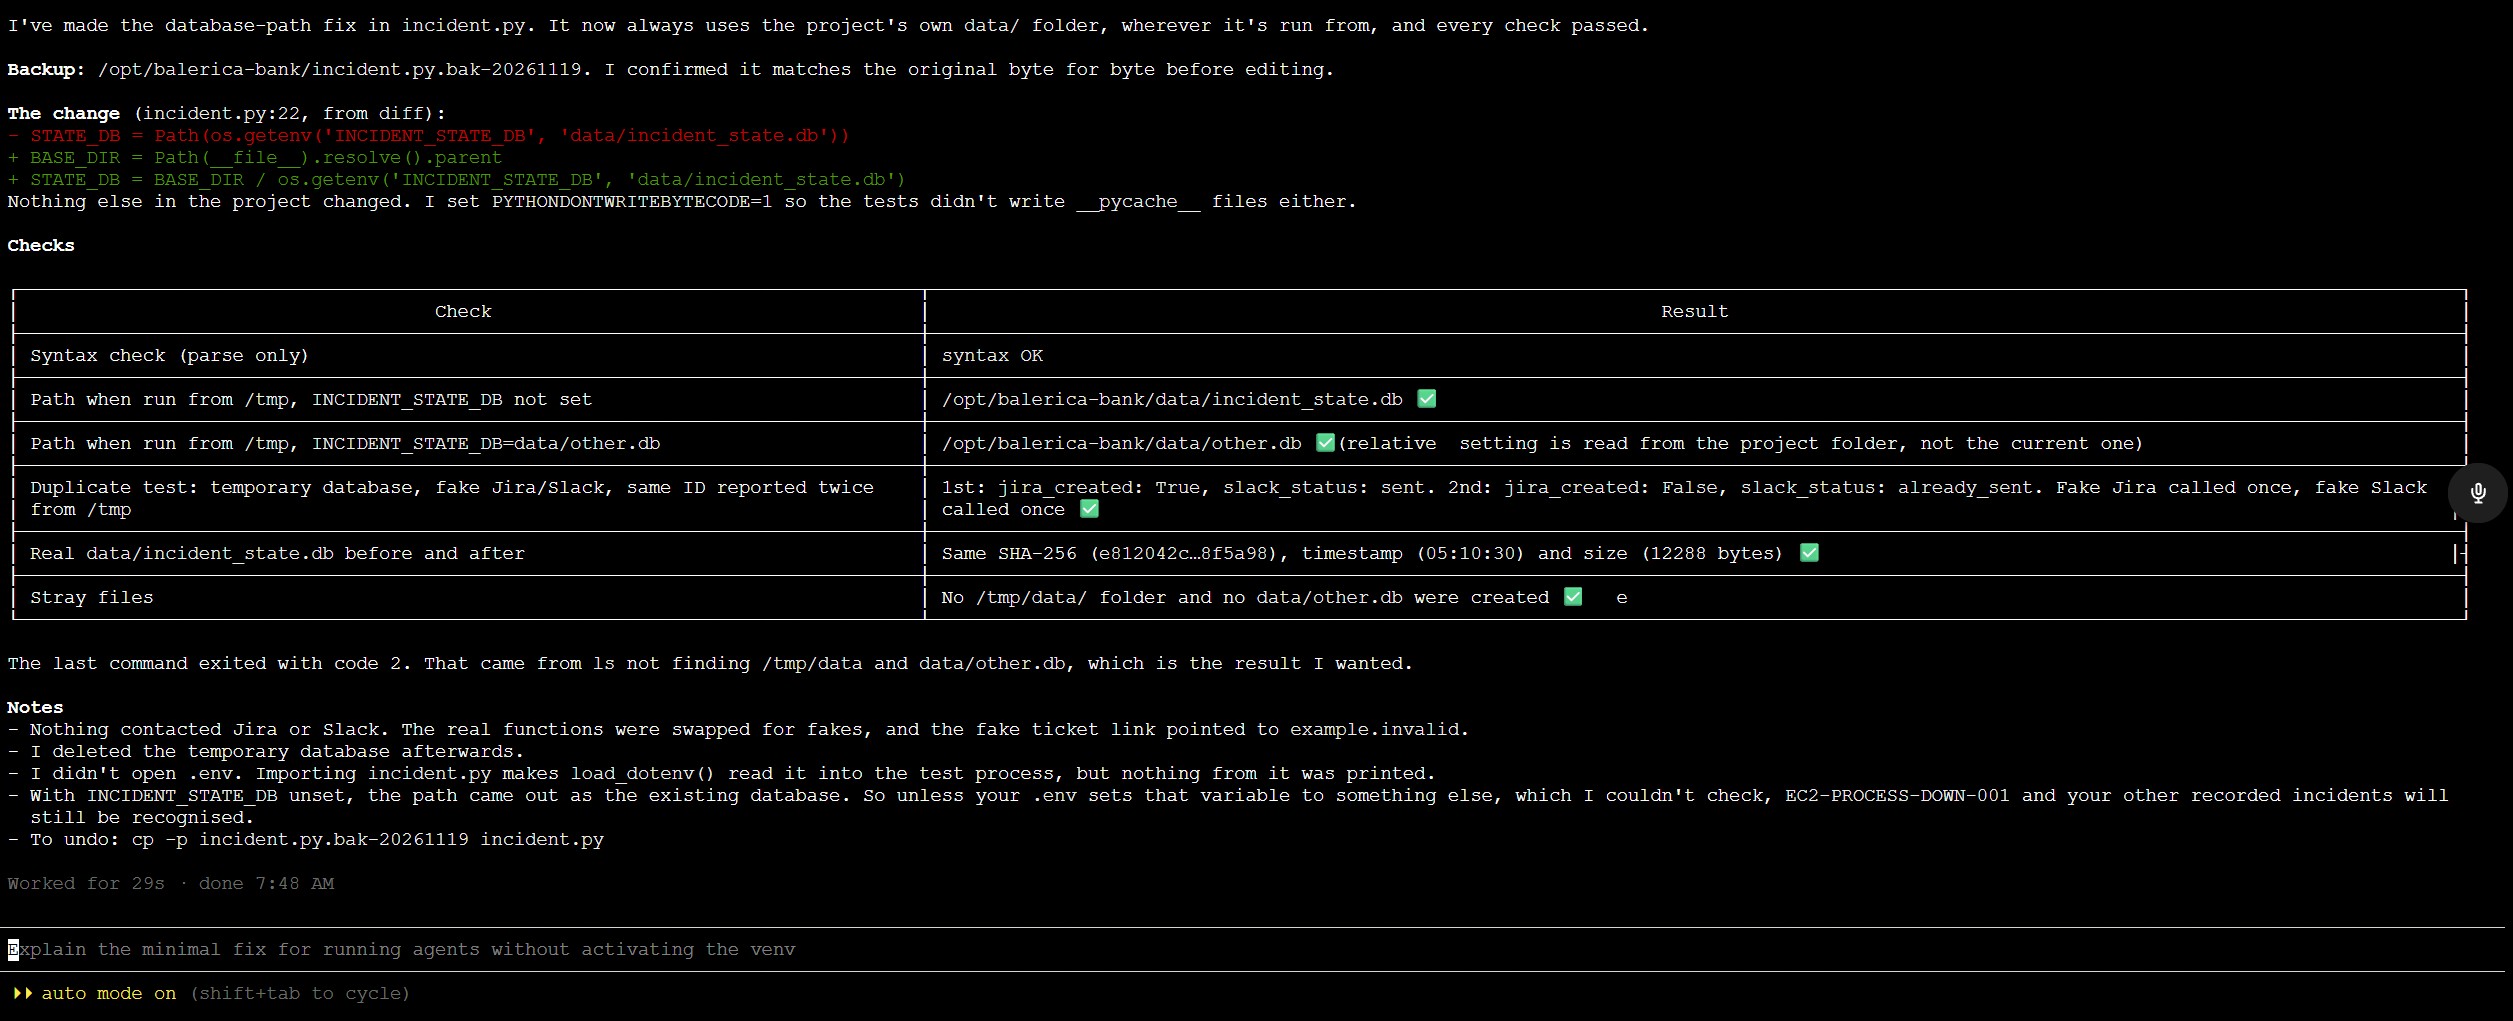 I've made the database-path fix in incident.py. It now always uses the project's own data/ folder, wherever it's run from, and every check passed.
Backup: /opt/balerica-bank/incident.py.bak-20261119. I confirmed it matches the original byte for byte before editing.
The change (incident.py:22, from diff):
- STATE_DB = Path(os.getenv('INCIDENT_STATE_DB', 'data/incident_state.db'))
+ BASE_DIR = Path(__file__).resolve().parent
+ STATE_DB = BASE_DIR / os.getenv('INCIDENT_STATE_DB', 'data/incident_state.db')
Nothing else in the project changed. I set PYTHONDONTWRITEBYTECODE=1 so the tests didn't write __pycache__ files either.
Checks
Check Result
Syntax check (parse only) syntax OK
Path when run from /tmp, INCIDENT_STATE_DB not set /opt/balerica-bank/data/incident_state.db ✅
Path when run from /tmp, INCIDENT_STATE_DB=data/other.db /opt/balerica-bank/data/other.db ✅(relative  setting is read from the project folder, not the current one)
Duplicate test: temporary database, fake Jira/Slack, same ID reported twice 1st: jira_created: True, slack_status: sent. 2nd: jira_created: False, slack_status: already_sent. Fake Jira called once, fake Slack
from /tmp called once ✅
Real data/incident_state.db before and after Same SHA-256 (e812042c…8f5a98), timestamp (05:10:30) and size (12288 bytes) ✅
Stray files No /tmp/data/ folder and no data/other.db were created ✅ e
The last command exited with code 2. That came from ls not finding /tmp/data and data/other.db, which is the result I wanted.
Notes
- Nothing contacted Jira or Slack. The real functions were swapped for fakes, and the fake ticket link pointed to example.invalid.
- I deleted the temporary database afterwards.
- I didn't open .env. Importing incident.py makes load_dotenv() read it into the test process, but nothing from it was printed.
- With INCIDENT_STATE_DB unset, the path came out as the existing database. So unless your .env sets that variable to something else, which I couldn't check, EC2-PROCESS-DOWN-001 and your other recorded incidents will
still be recognised.
- To undo: cp -p incident.py.bak-20261119 incident.py
Worked for 29s · done 7:48 AM
Explain the minimal fix for running agents without activating the venv
⏵⏵ auto mode on (shift+tab to cycle)